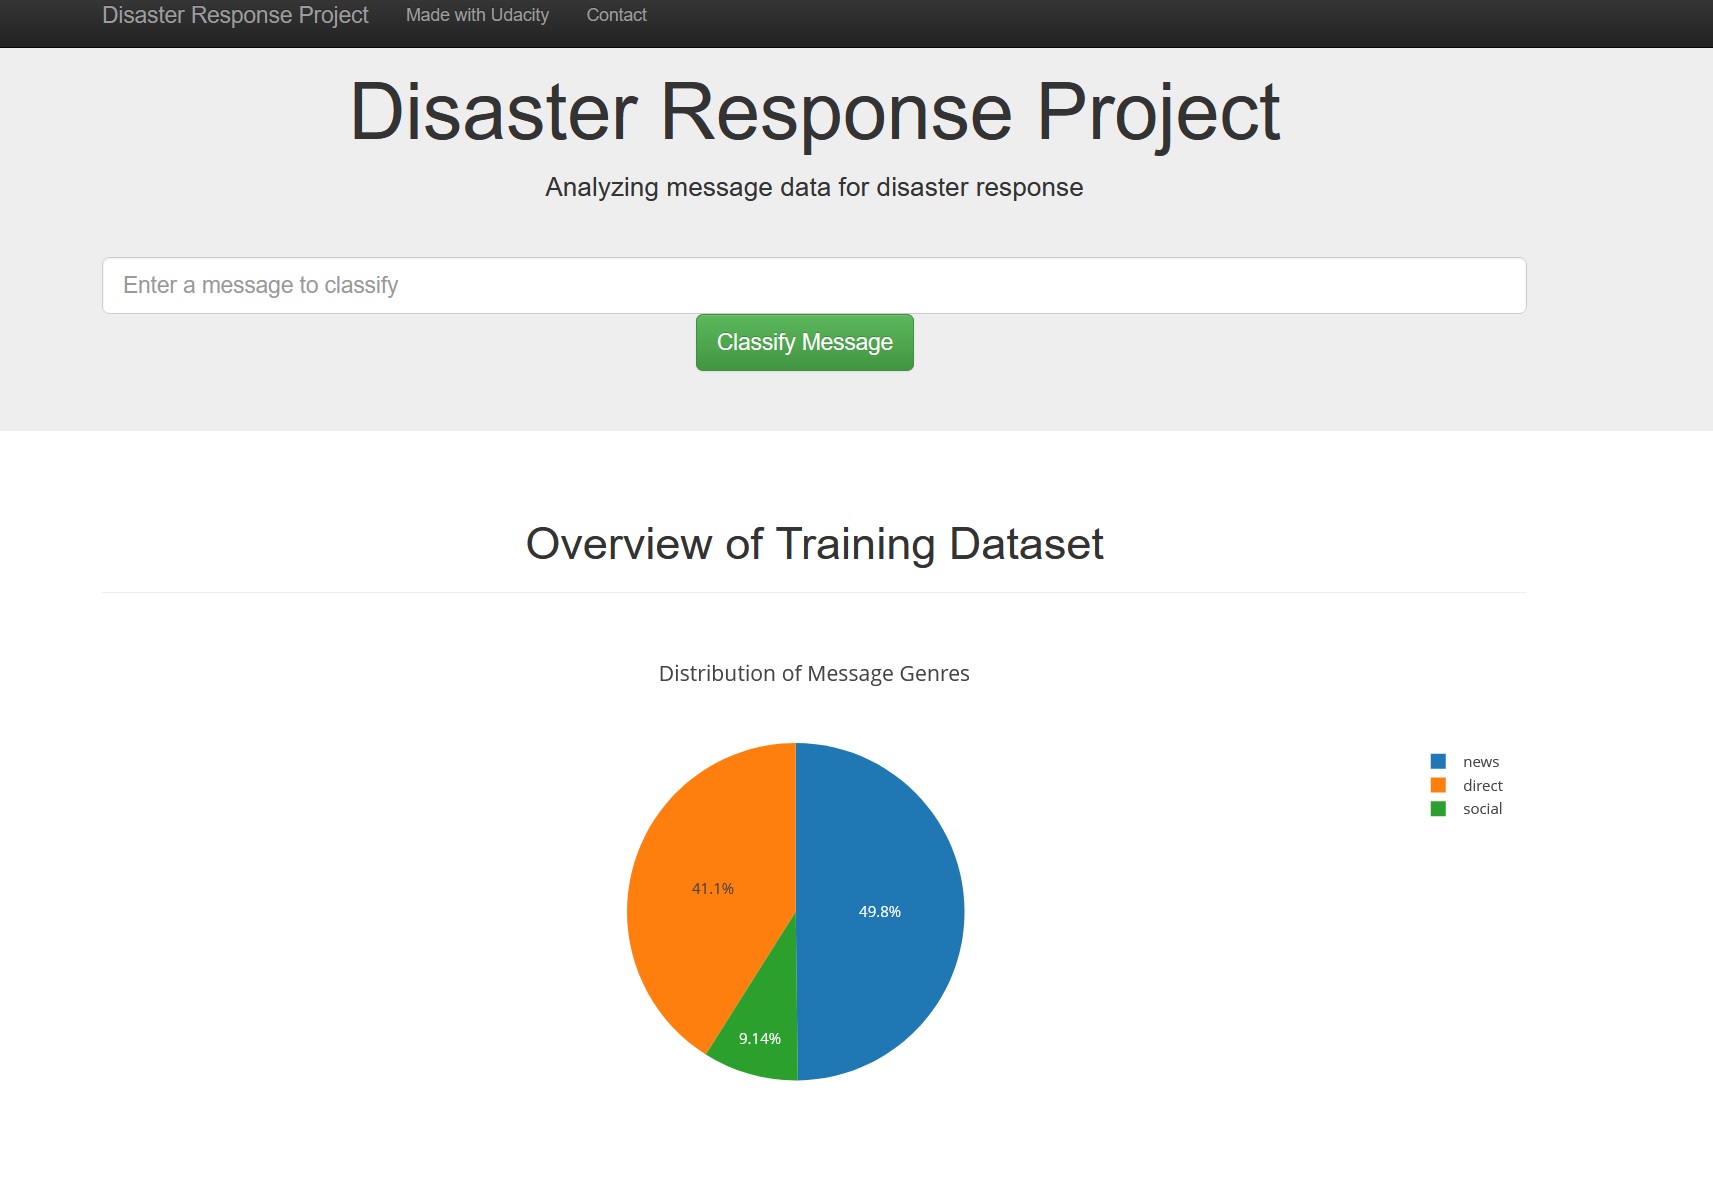 Disaster Response Project Made with Udacity Contact
Disaster Response Project
Analyzing message data for disaster response
Enter a message to classify
Classify Message
Overview of Training Dataset
Distribution of Message Genres
news
direct
social
41.1%
49.8%
9.14%